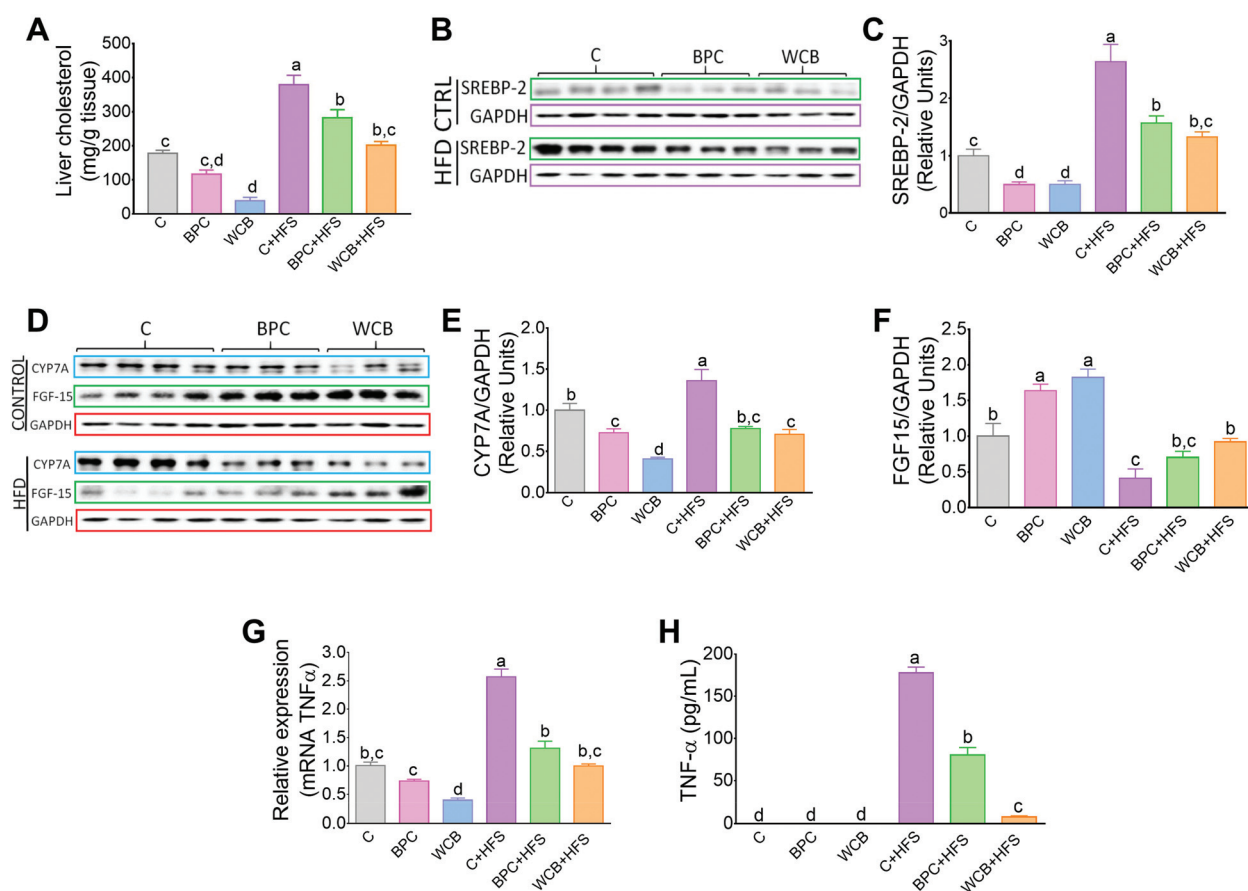 A
Liver cholesterol
(mg/g tissue)
500
400
300
200
100
0
c
c,d
d
a
b
b,c
C
BPC
WCB
C+HFS
BPC+HFS
WCB+HFS
B
C
BPC
WCB
CTRL
SREBP-2
GAPDH
HFD
SREBP-2
GAPDH
C
SREBP-2/GAPDH
(Relative Units)
3
2
1
0
c
d
d
a
b
b,c
C
BPC
WCB
C+HFS
BPC+HFS
WCB+HFS
D
C
BPC
WCB
CONTROL
CYP7A
FGF-15
GAPDH
HFD
CYP7A
FGF-15
GAPDH
E
CYP7A/GAPDH
(Relative Units)
2.0
1.5
1.0
0.5
0.0
b
c
d
a
b,c
c
C
BPC
WCB
C+HFS
BPC+HFS
WCB+HFS
F
FGF15/GAPDH
(Relative Units)
2.5
2.0
1.5
1.0
0.5
0.0
b
a
a
c
b,c
b
C
BPC
WCB
C+HFS
BPC+HFS
WCB+HFS
G
Relative expression
(mRNA TNFα)
3.0
2.5
2.0
1.5
1.0
0.5
0.0
b,c
c
d
a
b
b,c
C
BPC
WCB
C+HFS
BPC+HFS
WCB+HFS
H
TNF-α (pg/mL)
200
150
100
50
0
d
d
d
a
b
c
C
BPC
WCB
C+HFS
BPC+HFS
WCB+HFS